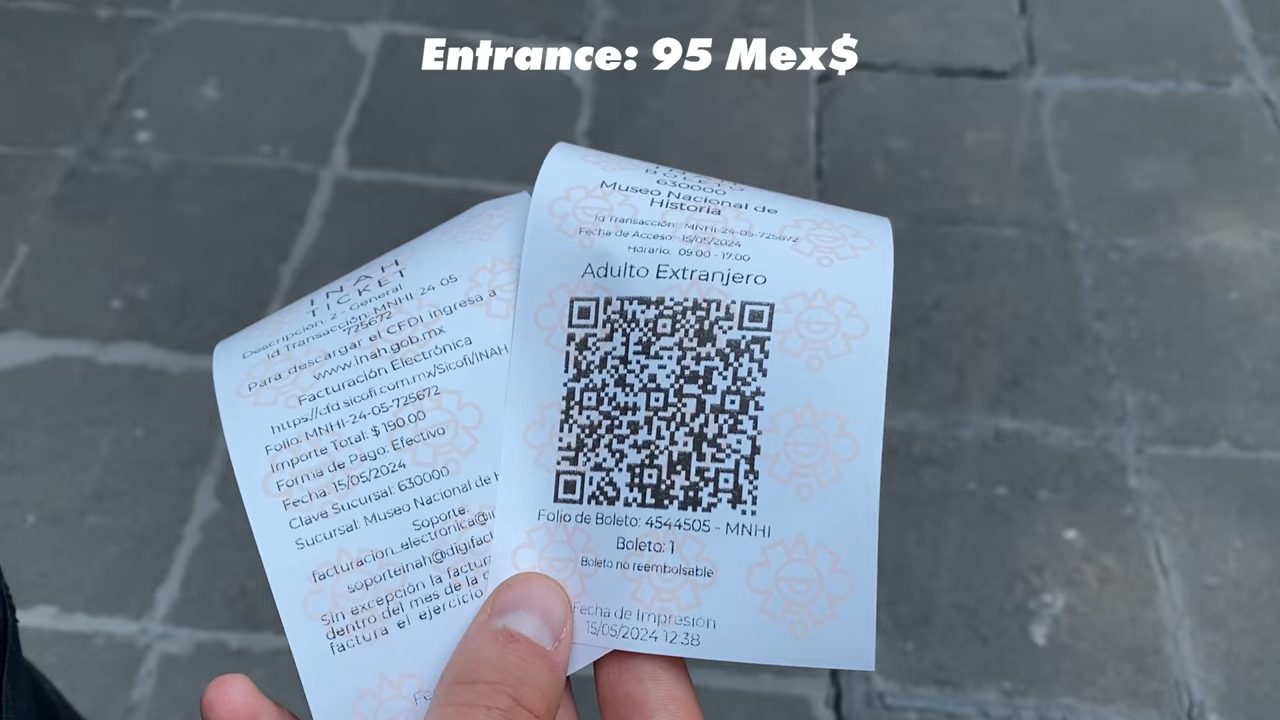 Entrance: 95 Mex$
INAH
TICKET
Descripción: 2 - General
Id Transacción: MNHI-24-05-
725672
Para descargar el CFDI ingresa a
www.inah.gob.mx
Facturación Electrónica
https://cfd.sicofi.com.mx/Sicofi/INAH
Folio: MNHI-24-05-725672
Importe Total: $ 190.00
Forma de Pago: Efectivo
Fecha: 15/05/2024
Clave Sucursal: 630000
Sucursal: Museo Nacional de H
Soporte
facturacion_electronica@i
soporteinah@digifac
Sin excepción la factur
dentro del mes de la c
factura el ejercicio
BOLETO
630000
Museo Nacional de
Historia
Id Transacción: MNHI-24-05-725672
Fecha de Acceso: 15/05/2024
Horario: 09:00 - 17:00
Adulto Extranjero
Folio de Boleto: 4544505 - MNHI
Boleto: 1
Boleto no reembolsable
Fecha de Impresión
15/05/2024 12:38